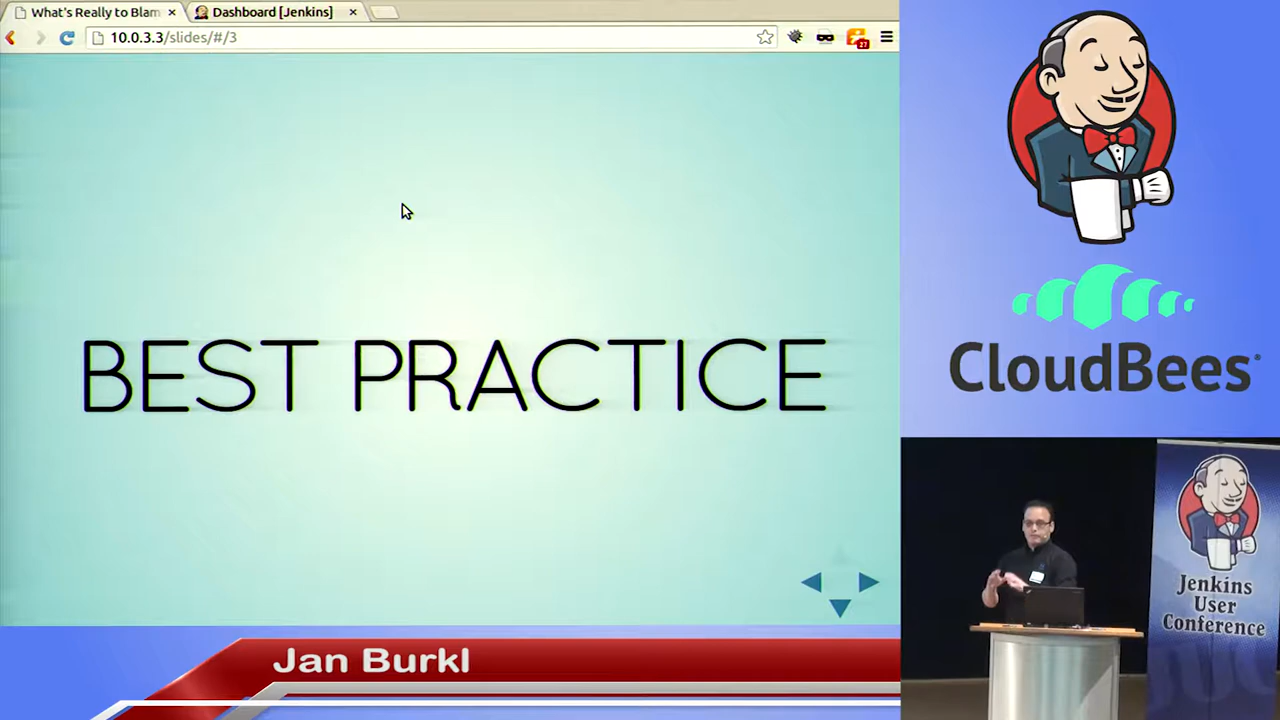 What's Really to Blam
Dashboard [Jenkins]
10.0.3.3/slides/#/3
27
BEST PRACTICE
CloudBees
Jenkins
User
Conference
Jan Burkl